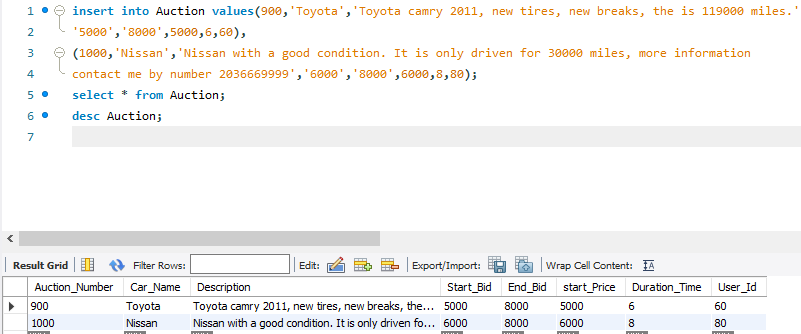 1 insert into Auction values(900,'Toyota','Toyota camry 2011, new tires, new breaks, the is 119000 miles.'
2 '5000','8000',5000,6,60),
3 (1000,'Nissan','Nissan with a good condition. It is only driven for 30000 miles, more information
4 contact me by number 2036669999','6000','8000',6000,8,80);
5 select * from Auction;
6 desc Auction;
7
Result Grid Filter Rows: Edit: Export/Import: Wrap Cell Content: IA
Auction_Number Car_Name Description Start_Bid End_Bid start_Price Duration_Time User_Id
900 Toyota Toyota camry 2011, new tires, new breaks, the... 5000 8000 5000 6 60
1000 Nissan Nissan with a good condition. It is only driven fo... 6000 8000 6000 8 80